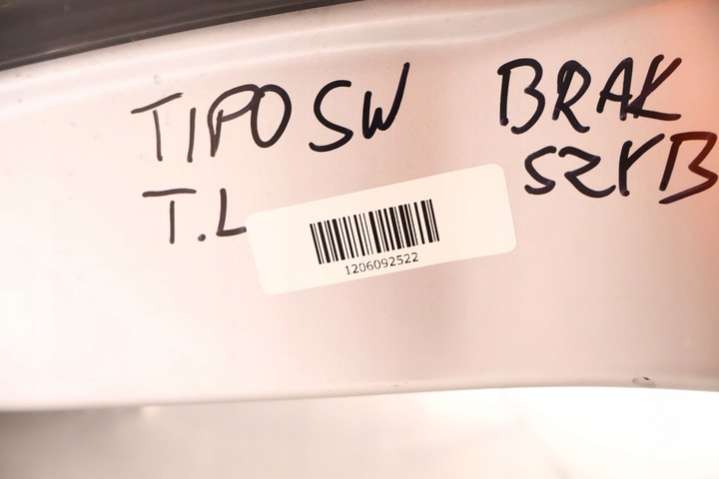 TIPO SW BRAK
SZYB
T.L
1206092522